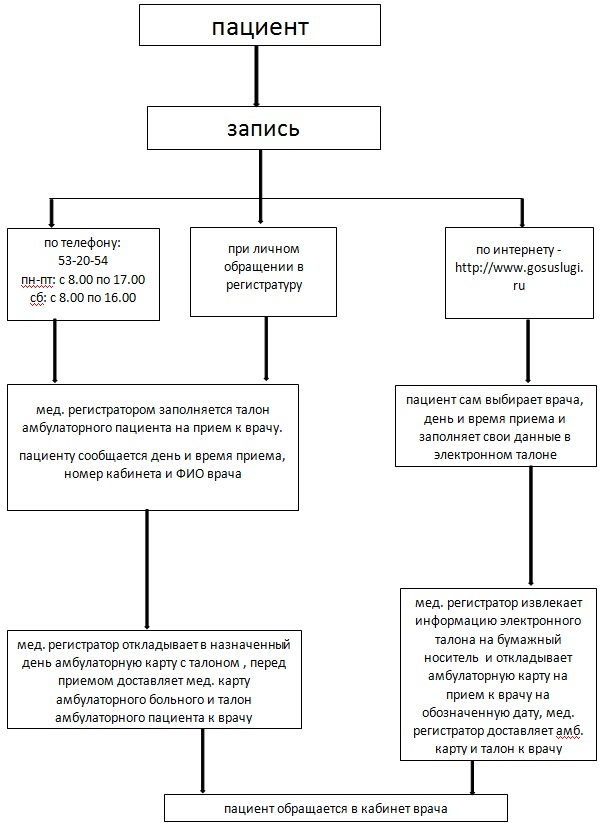 пациент
запись
по телефону:
53-20-54
пн-пт: с 8.00 по 17.00
сб: с 8.00 по 16.00
при личном
обращении в
регистратуру
по интернету -
http://www.gosuslugi.
ru
мед. регистратором заполняется талон
амбулаторного пациента на прием к врачу.
пациенту сообщается день и время приема,
номер кабинета и ФИО врача
пациент сам выбирает врача,
день и время приема и
заполняет свои данные в
электронном талоне
мед. регистратор откладывает в назначенный
день амбулаторную карту с талоном , перед
приемом доставляет мед. карту
амбулаторного больного и талон
амбулаторного пациента к врачу
мед. регистратор извлекает
информацию электронного
талона на бумажный
носитель и откладывает
амбулаторную карту на
прием к врачу на
обозначенную дату, мед.
регистратор доставляет амб.
карту и талон к врачу
пациент обращается в кабинет врача